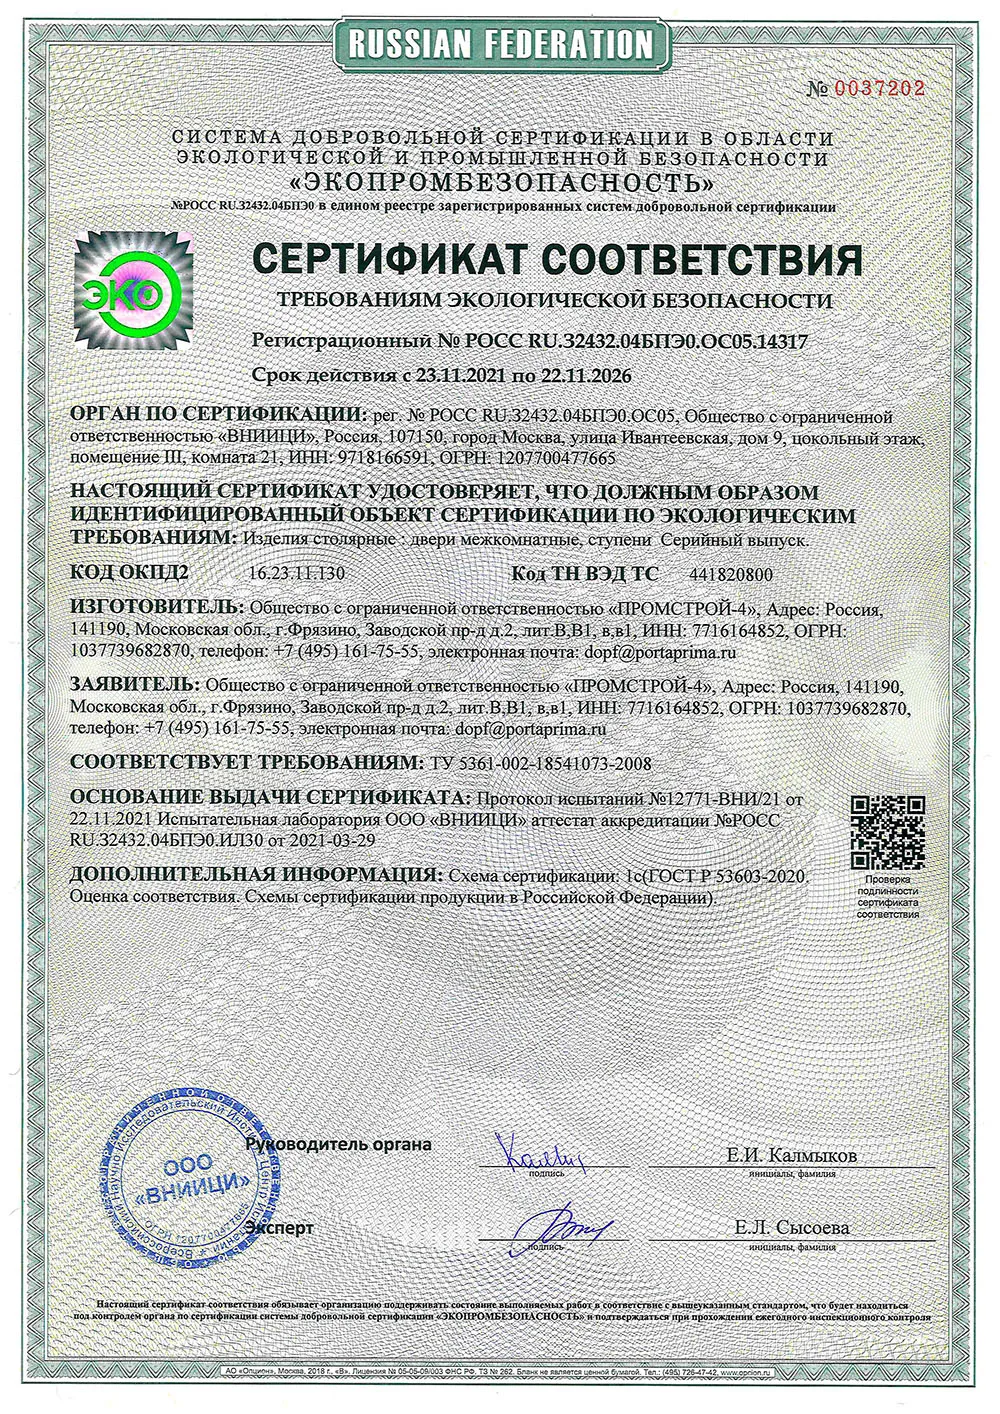 RUSSIAN FEDERATION
№ 0037202
СИСТЕМА ДОБРОВОЛЬНОЙ СЕРТИФИКАЦИИ В ОБЛАСТИ
ЭКОЛОГИЧЕСКОЙ И ПРОМЫШЛЕННОЙ БЕЗОПАСНОСТИ
«ЭКОПРОМБЕЗОПАСНОСТЬ»
№РОСС RU.З2432.04БПЭ0 в едином реестре зарегистрированных систем добровольной сертификации
ЭКО
СЕРТИФИКАТ СООТВЕТСТВИЯ
ТРЕБОВАНИЯМ ЭКОЛОГИЧЕСКОЙ БЕЗОПАСНОСТИ
Регистрационный № РОСС RU.З2432.04БПЭ0.ОС05.14317
Срок действия с 23.11.2021 по 22.11.2026
ОРГАН ПО СЕРТИФИКАЦИИ: рег. № РОСС RU.З2432.04БПЭ0.ОС05, Общество с ограниченной
ответственностью «ВНИИЦИ», Россия, 107150, город Москва, улица Ивантеевская, дом 9, цокольный этаж,
помещение III, комната 21, ИНН: 9718166591, ОГРН: 1207700477665
НАСТОЯЩИЙ СЕРТИФИКАТ УДОСТОВЕРЯЕТ, ЧТО ДОЛЖНЫМ ОБРАЗОМ
ИДЕНТИФИЦИРОВАННЫЙ ОБЪЕКТ СЕРТИФИКАЦИИ ПО ЭКОЛОГИЧЕСКИМ
ТРЕБОВАНИЯМ: Изделия столярные : двери межкомнатные, ступени Серийный выпуск.
КОД ОКПД2 16.23.11.130 Код ТН ВЭД ТС 441820800
ИЗГОТОВИТЕЛЬ: Общество с ограниченной ответственностью «ПРОМСТРОЙ-4», Адрес: Россия,
141190, Московская обл., г.Фрязино, Заводской пр-д д.2, лит.В,В1, в,в1, ИНН: 7716164852, ОГРН:
1037739682870, телефон: +7 (495) 161-75-55, электронная почта: dopf@portaprima.ru
ЗАЯВИТЕЛЬ: Общество с ограниченной ответственностью «ПРОМСТРОЙ-4», Адрес: Россия, 141190,
Московская обл., г.Фрязино, Заводской пр-д д.2, лит.В,В1, в,в1, ИНН: 7716164852, ОГРН: 1037739682870,
телефон: +7 (495) 161-75-55, электронная почта: dopf@portaprima.ru
СООТВЕТСТВУЕТ ТРЕБОВАНИЯМ: ТУ 5361-002-18541073-2008
ОСНОВАНИЕ ВЫДАЧИ СЕРТИФИКАТА: Протокол испытаний №12771-ВНИ/21 от
22.11.2021 Испытательная лаборатория ООО «ВНИИЦИ» аттестат аккредитации №РОСС
RU.З2432.04БПЭ0.ИЛ30 от 2021-03-29
ДОПОЛНИТЕЛЬНАЯ ИНФОРМАЦИЯ: Схема сертификации: 1с(ГОСТ Р 53603-2020.
Оценка соответствия. Схемы сертификации продукции в Российской Федерации).
Проверка
подлинности
сертификата
соответствия
ООО
«ВНИИЦИ»
ОГРН 1207700477665
Руководитель органа
подпись
Е.И. Калмыков
инициалы, фамилия
Эксперт
подпись
Е.Л. Сысоева
инициалы, фамилия
Настоящий сертификат соответствия обязывает организацию поддерживать состояние выполняемых работ в соответствие с вышеуказанным стандартом, что будет находиться
под контролем органа по сертификации системы добровольной сертификации «ЭКОПРОМБЕЗОПАСНОСТЬ» и подтверждаться при прохождении ежегодного инспекционного контроля
АО «Опцион», Москва, 2018 г., «В». Лицензия № 05-05-09/003 ФНС РФ. ТЗ № 262. Бланк не является ценной бумагой. Тел.: (495) 726-47-42, www.opcion.ru